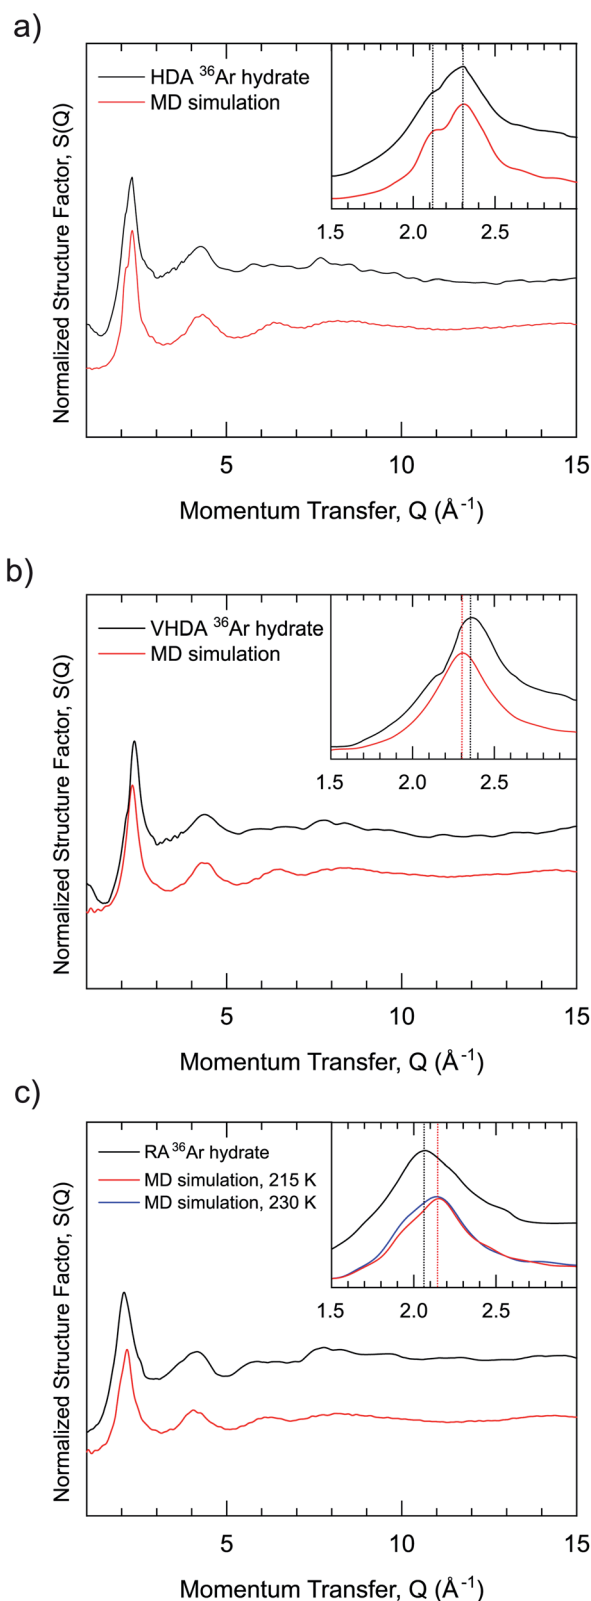 a)
HDA ³⁶Ar hydrate
MD simulation
1.5 2.0 2.5
Normalized Structure Factor, S(Q)
5 10 15
Momentum Transfer, Q (Å⁻¹)
b)
VHDA ³⁶Ar hydrate
MD simulation
1.5 2.0 2.5
Normalized Structure Factor, S(Q)
5 10 15
Momentum Transfer, Q (Å⁻¹)
c)
RA ³⁶Ar hydrate
MD simulation, 215 K
MD simulation, 230 K
1.5 2.0 2.5
Normalized Structure Factor, S(Q)
5 10 15
Momentum Transfer, Q (Å⁻¹)